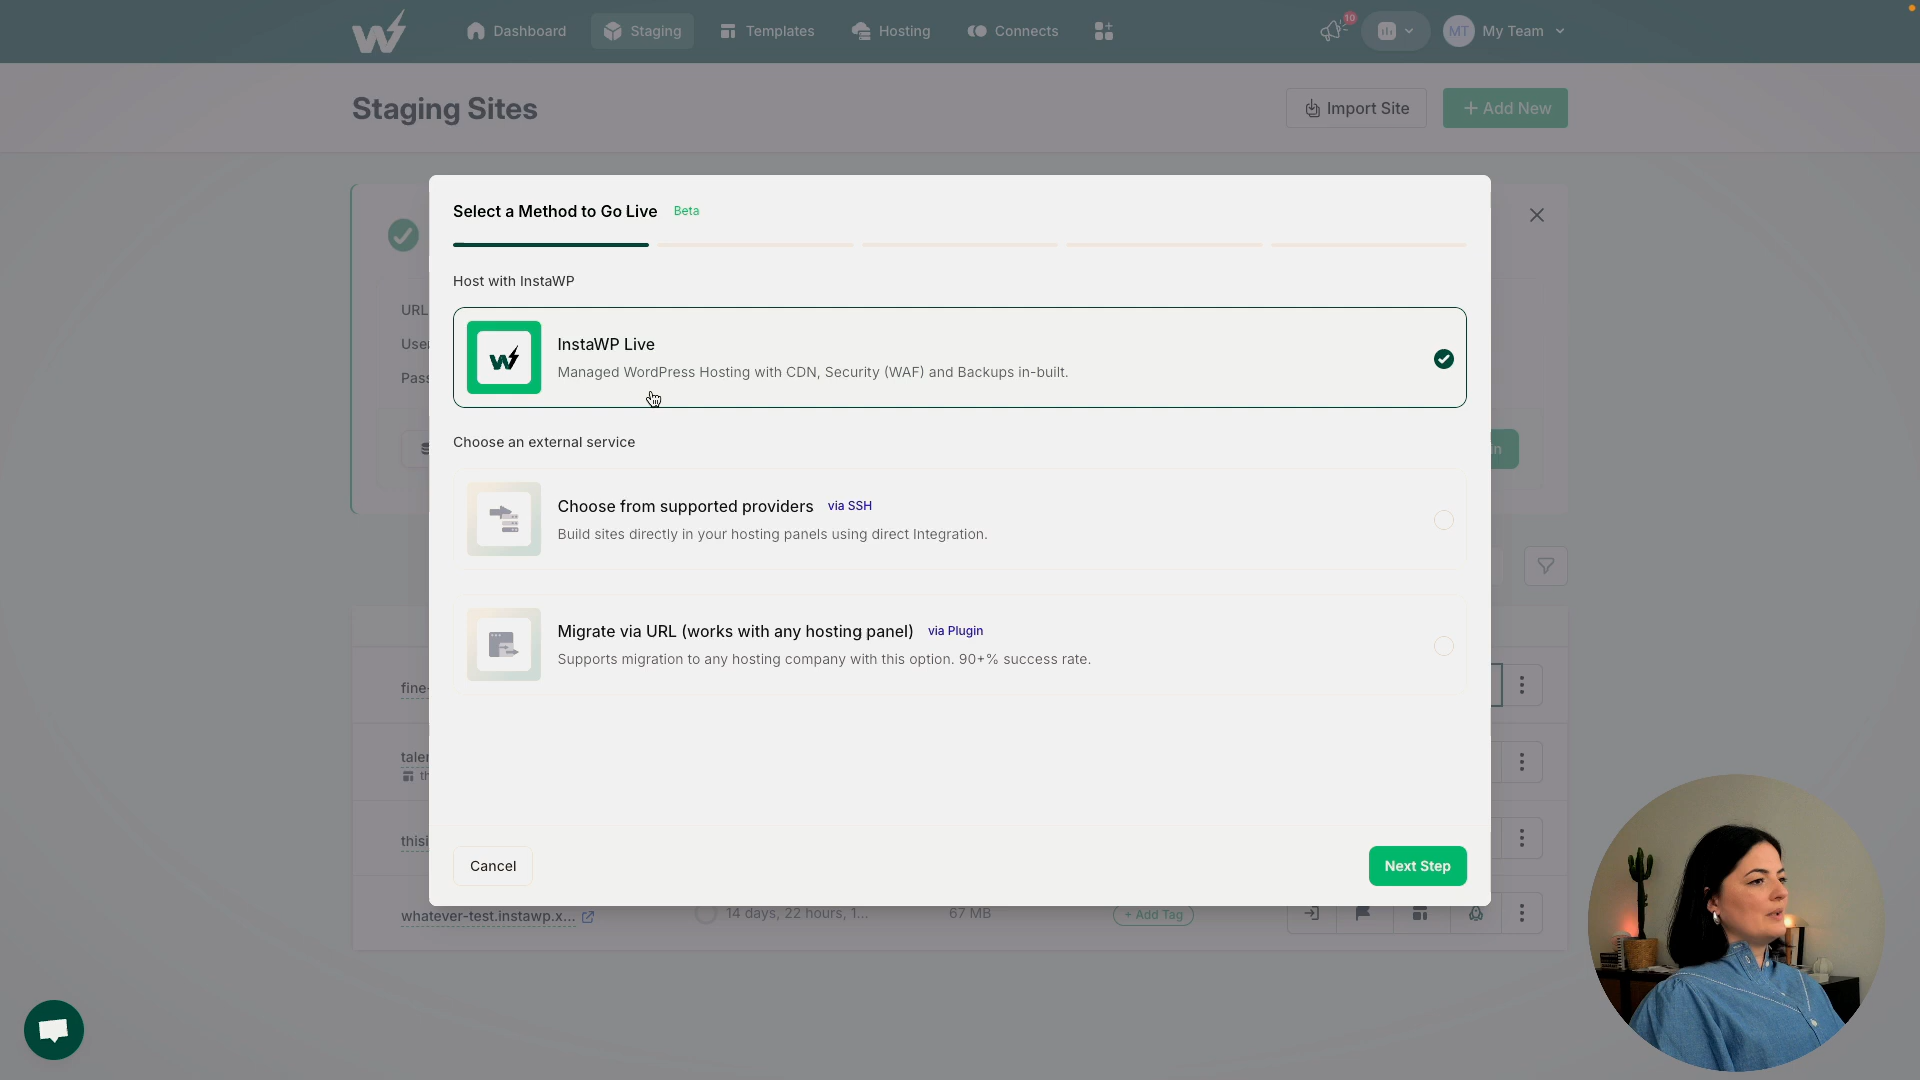 Dashboard
Staging
Templates
Hosting
Connects
10
MT
My Team
Staging Sites
Import Site
+ Add New
Select a Method to Go Live
Beta
Host with InstaWP
InstaWP Live
Managed WordPress Hosting with CDN, Security (WAF) and Backups in-built.
Choose an external service
Choose from supported providers
via SSH
Build sites directly in your hosting panels using direct Integration.
Migrate via URL (works with any hosting panel)
via Plugin
Supports migration to any hosting company with this option. 90+% success rate.
Cancel
Next Step
URL
whatever-test.instawp.x...
14 days, 22 hours, 1...
67 MB
+ Add Tag